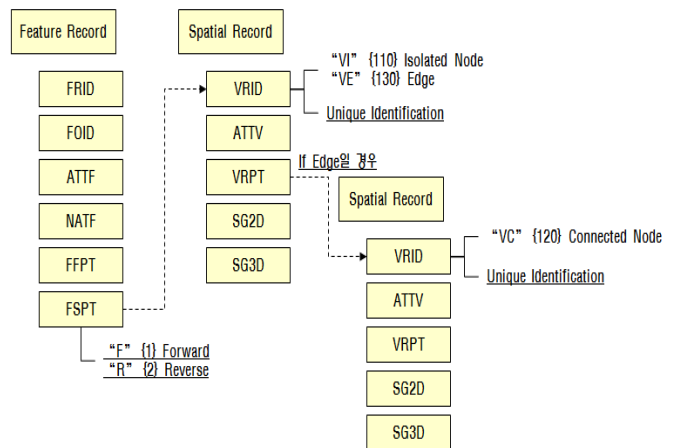 Feature Record
Spatial Record
FRID
FOID
ATTF
NATF
FFPT
FSPT
“F” {1} Forward
“R” {2} Reverse
VRID
ATTV
VRPT
SG2D
SG3D
“VI” {110} Isolated Node
“VE” {130} Edge
Unique Identification
If Edge일 경우
Spatial Record
VRID
ATTV
VRPT
SG2D
SG3D
“VC” {120} Connected Node
Unique Identification